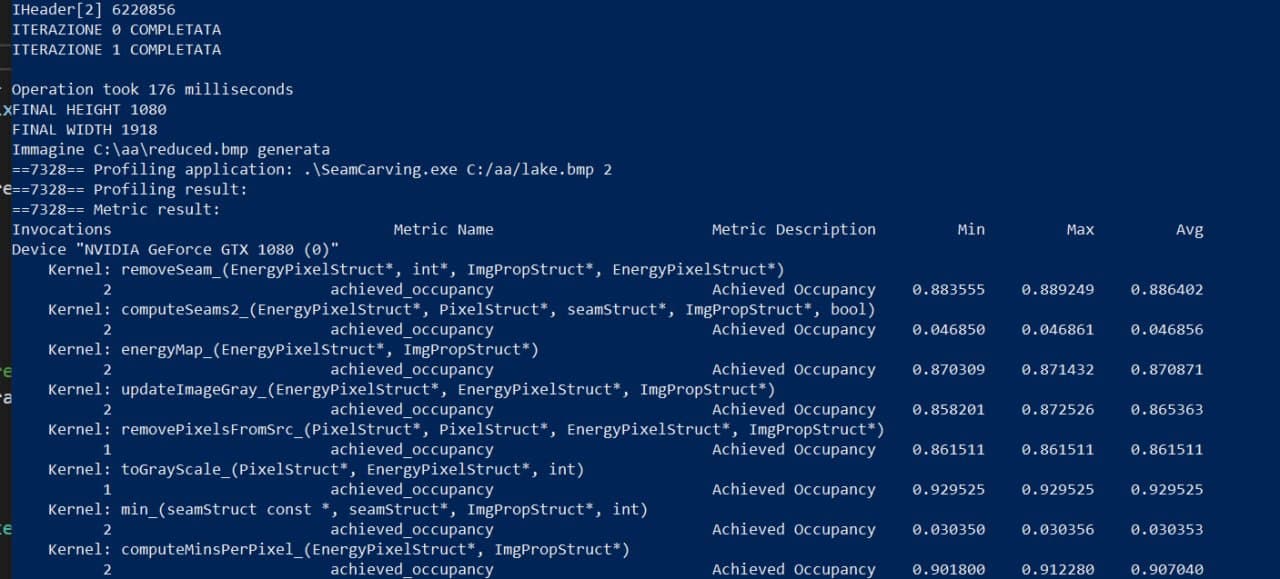 IHeader[2] 6220856
ITERAZIONE 0 COMPLETATA
ITERAZIONE 1 COMPLETATA
Operation took 176 milliseconds
FINAL HEIGHT 1080
FINAL WIDTH 1918
Immagine C:\aa\reduced.bmp generata
==7328== Profiling application: .\SeamCarving.exe C:/aa/lake.bmp 2
==7328== Profiling result:
==7328== Metric result:
Invocations Metric Name Metric Description Min Max Avg
Device "NVIDIA GeForce GTX 1080 (0)"
Kernel: removeSeam_(EnergyPixelStruct*, int*, ImgPropStruct*, EnergyPixelStruct*)
2 achieved_occupancy Achieved Occupancy 0.883555 0.889249 0.886402
Kernel: computeSeams2_(EnergyPixelStruct*, PixelStruct*, seamStruct*, ImgPropStruct*, bool)
2 achieved_occupancy Achieved Occupancy 0.046850 0.046861 0.046856
Kernel: energyMap_(EnergyPixelStruct*, ImgPropStruct*)
2 achieved_occupancy Achieved Occupancy 0.870309 0.871432 0.870871
Kernel: updateImageGray_(EnergyPixelStruct*, EnergyPixelStruct*, ImgPropStruct*)
2 achieved_occupancy Achieved Occupancy 0.858201 0.872526 0.865363
Kernel: removePixelsFromSrc_(PixelStruct*, PixelStruct*, EnergyPixelStruct*, ImgPropStruct*)
1 achieved_occupancy Achieved Occupancy 0.861511 0.861511 0.861511
Kernel: toGrayScale_(PixelStruct*, EnergyPixelStruct*, int)
1 achieved_occupancy Achieved Occupancy 0.929525 0.929525 0.929525
Kernel: min_(seamStruct const *, seamStruct*, ImgPropStruct*, int)
2 achieved_occupancy Achieved Occupancy 0.030350 0.030356 0.030353
Kernel: computeMinsPerPixel_(EnergyPixelStruct*, ImgPropStruct*)
2 achieved_occupancy Achieved Occupancy 0.901800 0.912280 0.907040